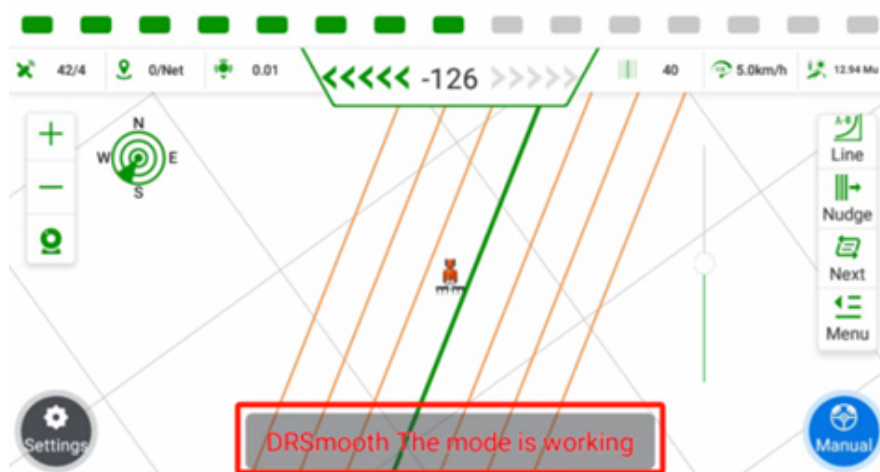 42/4
0/Net
0.01
<<<<< -126 >>>>>
40
5.0km/h
12.94 Mu
N
W
E
S
A-B
Line
Nudge
Next
Menu
Settings
Manual
DRSmooth The mode is working